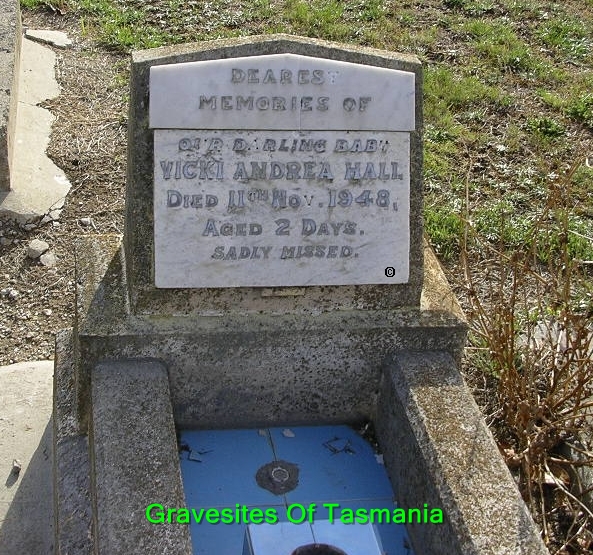 DEAREST
MEMORIES OF
OUR DARLING BABY
VICKI ANDREA HALL
DIED 11TH NOV. 1948,
AGED 2 DAYS.
SADLY MISSED.
©
Gravesites Of Tasmania